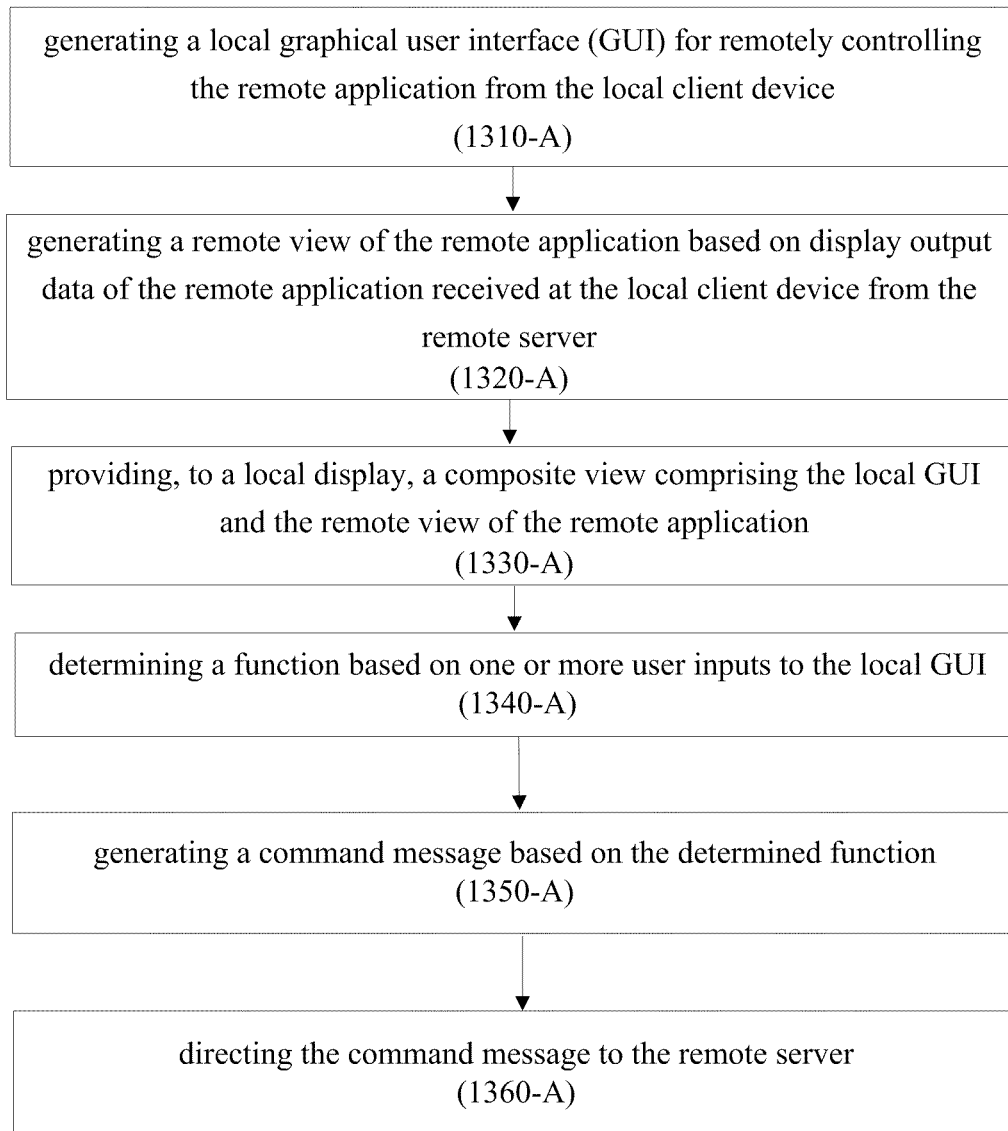 generating a local graphical user interface (GUI) for remotely controlling
the remote application from the local client device
(1310-A)
generating a remote view of the remote application based on display output
data of the remote application received at the local client device from the
remote server
(1320-A)
providing, to a local display, a composite view comprising the local GUI
and the remote view of the remote application
(1330-A)
determining a function based on one or more user inputs to the local GUI
(1340-A)
generating a command message based on the determined function
(1350-A)
directing the command message to the remote server
(1360-A)